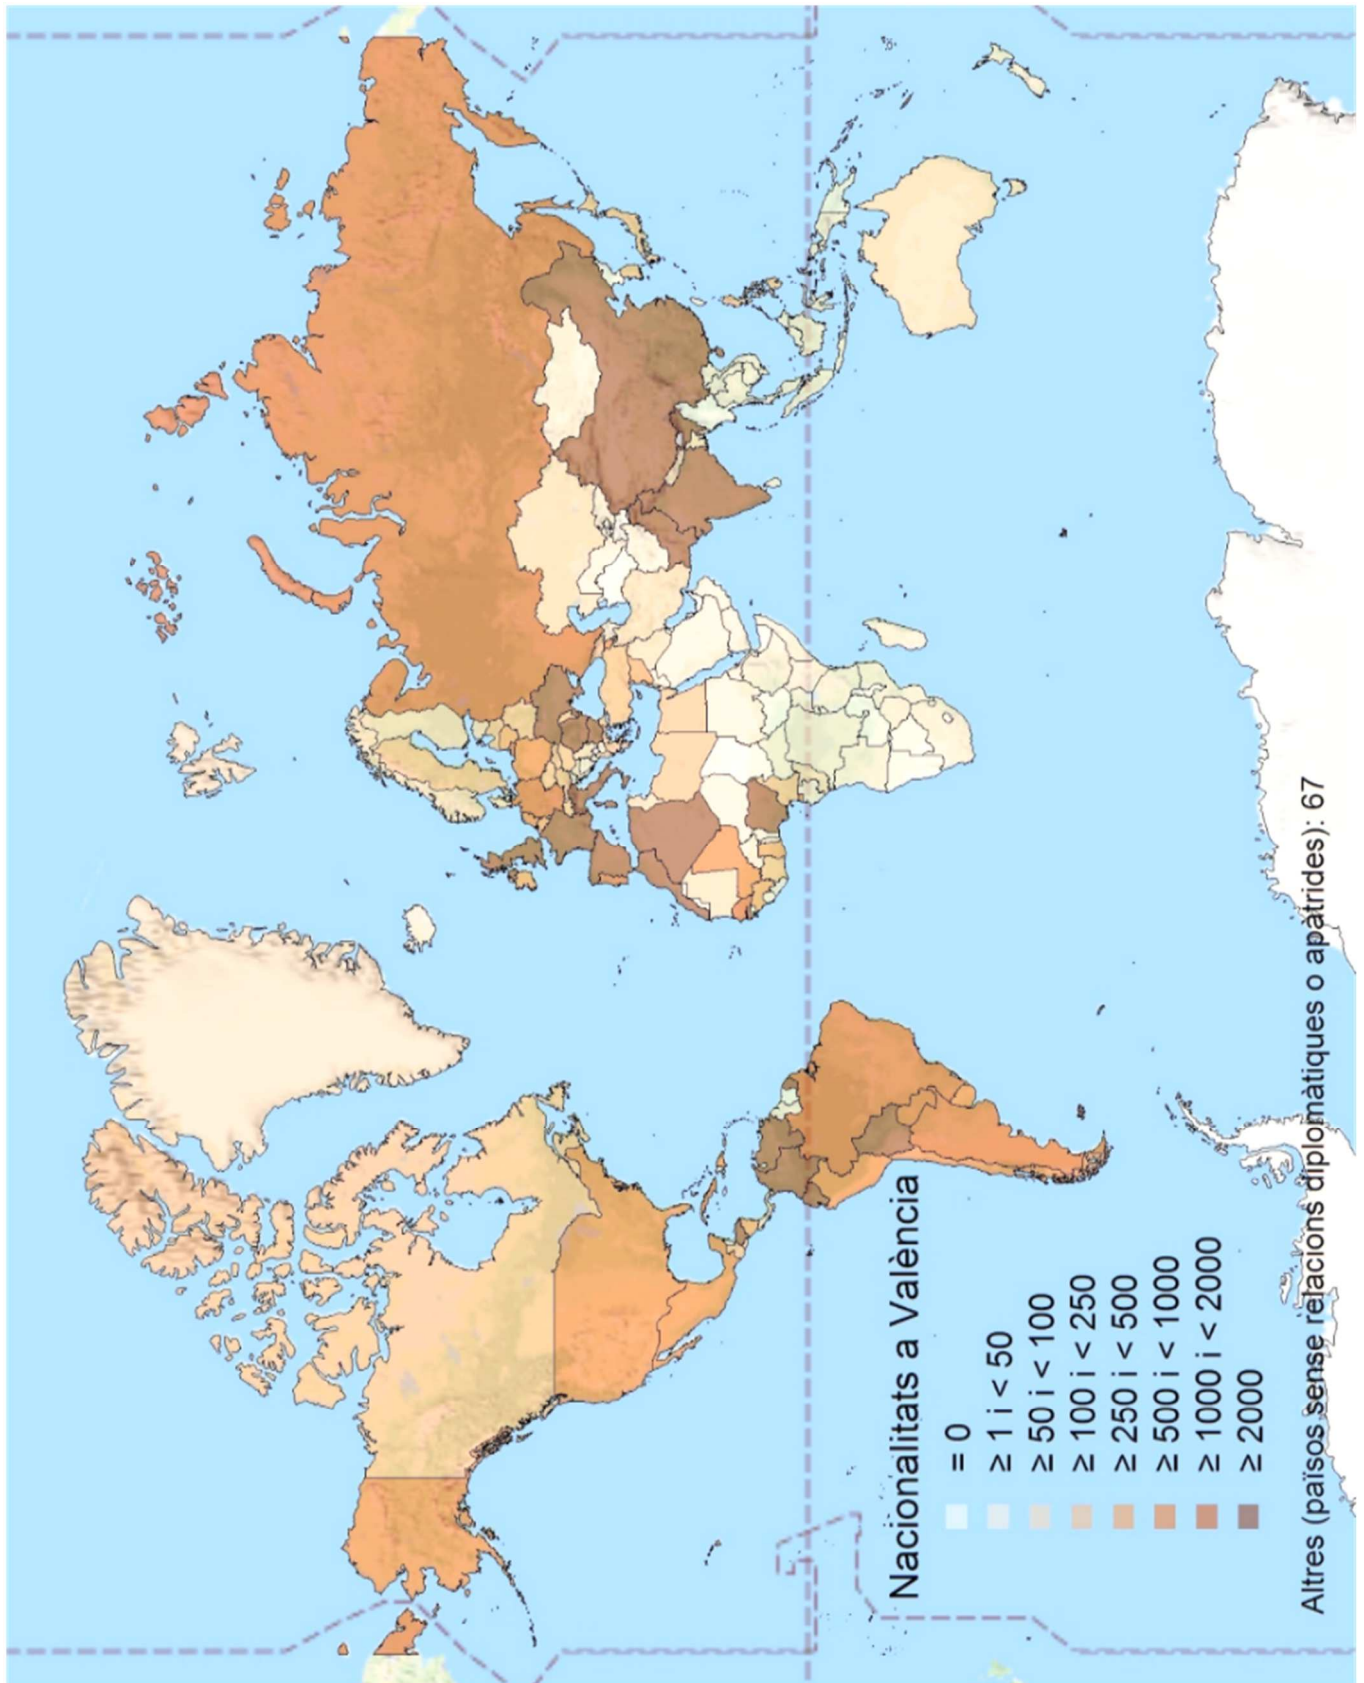 Nacionalitats a València
= 0
≥ 1 i < 50
≥ 50 i < 100
≥ 100 i < 250
≥ 250 i < 500
≥ 500 i < 1000
≥ 1000 i < 2000
≥ 2000
Altres (països sense relacions diplomàtiques o apàtrides): 67